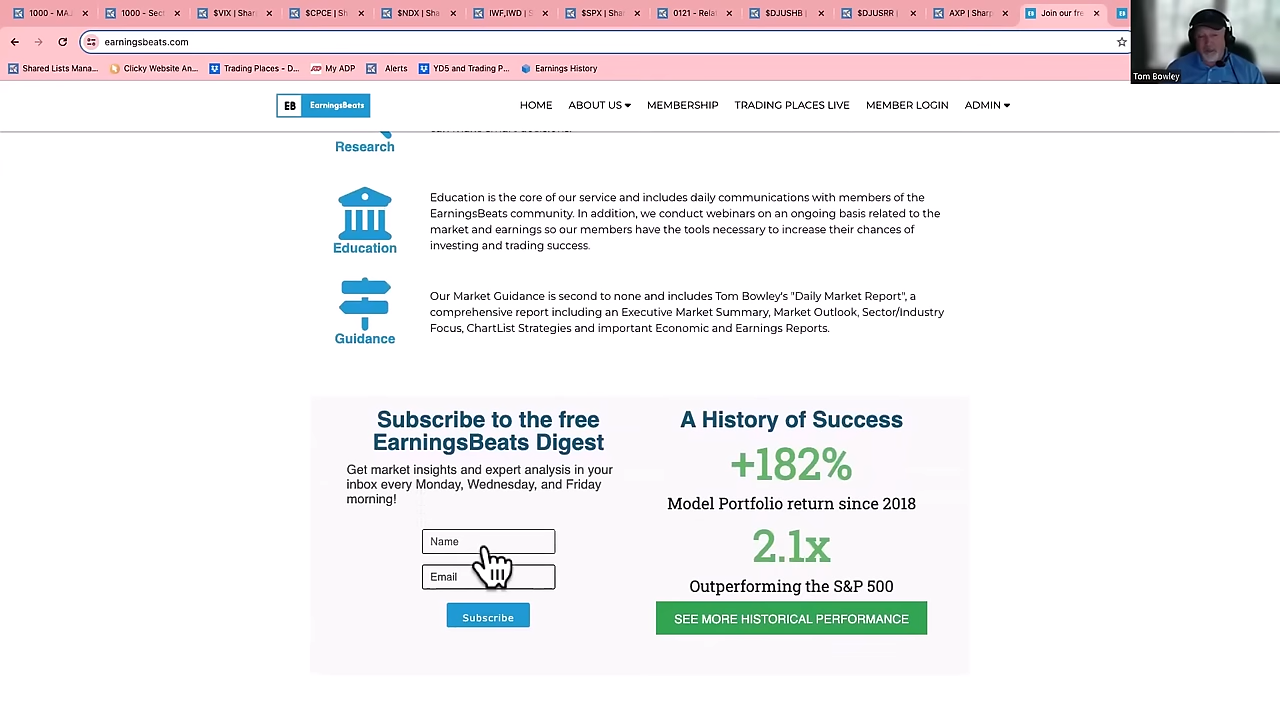 1000 - MAJ
1000 - Sect
$VIX | Shar
$CPCE | Sh
$NDX | Sha
IWF,IWD | S
$SPX | Shar
0121 - Rela
$DJUSHB |
$DJUSRR |
AXP | Sharp
Join our fre
earningsbeats.com
Shared Lists Mana...
Clicky Website An...
Trading Places - D...
My ADP
Alerts
YD5 and Trading P...
Earnings History
Tom Bowley
EB EarningsBeats
HOME
ABOUT US
MEMBERSHIP
TRADING PLACES LIVE
MEMBER LOGIN
ADMIN
Research
Education is the core of our service and includes daily communications with members of the
EarningsBeats community. In addition, we conduct webinars on an ongoing basis related to the
market and earnings so our members have the tools necessary to increase their chances of
investing and trading success.
Education
Our Market Guidance is second to none and includes Tom Bowley's "Daily Market Report", a
comprehensive report including an Executive Market Summary, Market Outlook, Sector/Industry
Focus, ChartList Strategies and important Economic and Earnings Reports.
Guidance
Subscribe to the free
EarningsBeats Digest
Get market insights and expert analysis in your
inbox every Monday, Wednesday, and Friday
morning!
Name
Email
Subscribe
A History of Success
+182%
Model Portfolio return since 2018
2.1x
Outperforming the S&P 500
SEE MORE HISTORICAL PERFORMANCE